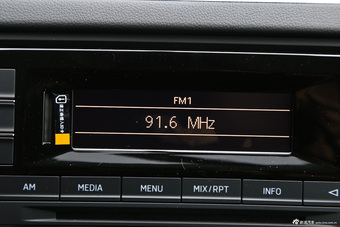 FM1
91.6 MHz
AM MEDIA MENU MIX/RPT INFO